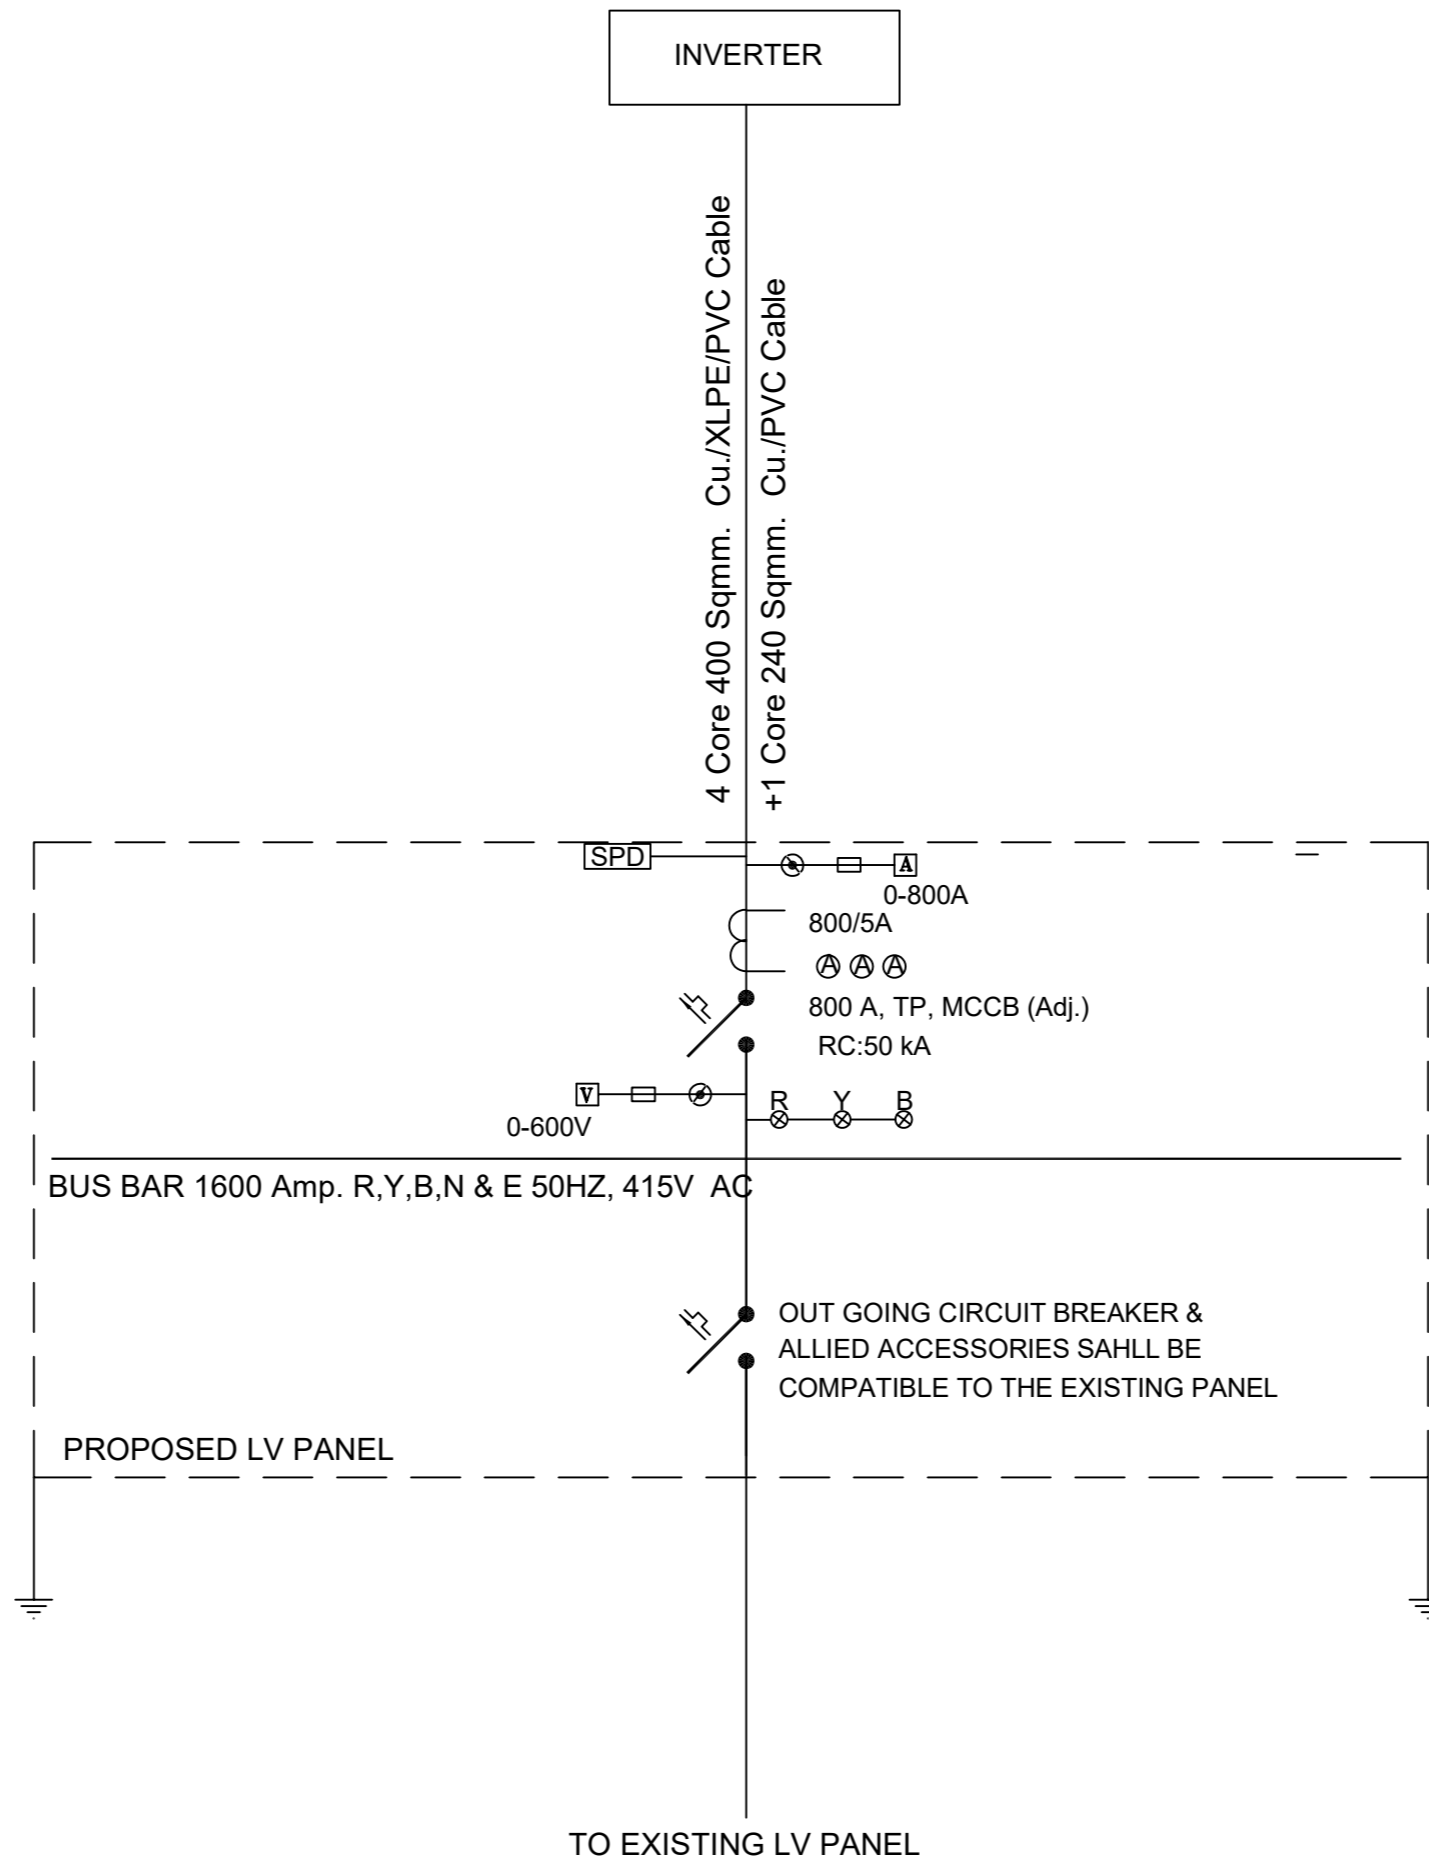 INVERTER
4 Core 400 Sqmm. Cu./XLPE/PVC Cable
+1 Core 240 Sqmm. Cu./PVC Cable
SPD
A
0-800A
800/5A
A A A
800 A, TP, MCCB (Adj.)
RC:50 kA
V
0-600V
R Y B
BUS BAR 1600 Amp. R,Y,B,N & E 50HZ, 415V AC
OUT GOING CIRCUIT BREAKER &
ALLIED ACCESSORIES SAHLL BE
COMPATIBLE TO THE EXISTING PANEL
PROPOSED LV PANEL
TO EXISTING LV PANEL